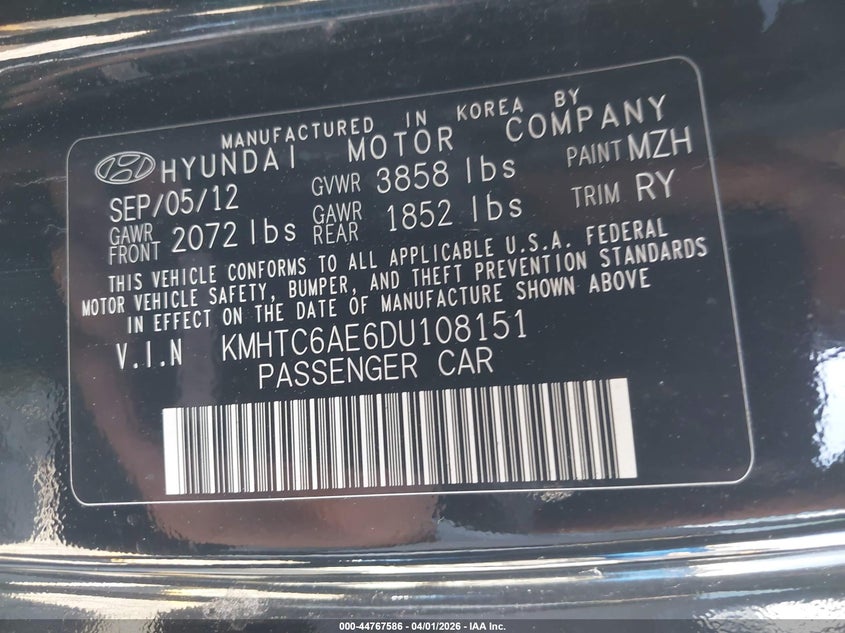 MANUFACTURED IN KOREA BY
HYUNDAI MOTOR COMPANY
SEP/05/12 GVWR 3858 lbs PAINT MZH
GAWR FRONT 2072 lbs GAWR REAR 1852 lbs TRIM RY
THIS VEHICLE CONFORMS TO ALL APPLICABLE U.S.A. FEDERAL
MOTOR VEHICLE SAFETY, BUMPER, AND THEFT PREVENTION STANDARDS
IN EFFECT ON THE DATE OF MANUFACTURE SHOWN ABOVE
V.I.N KMHTC6AE6DU108151
PASSENGER CAR
000-44767586 - 04/01/2026 - IAA Inc.